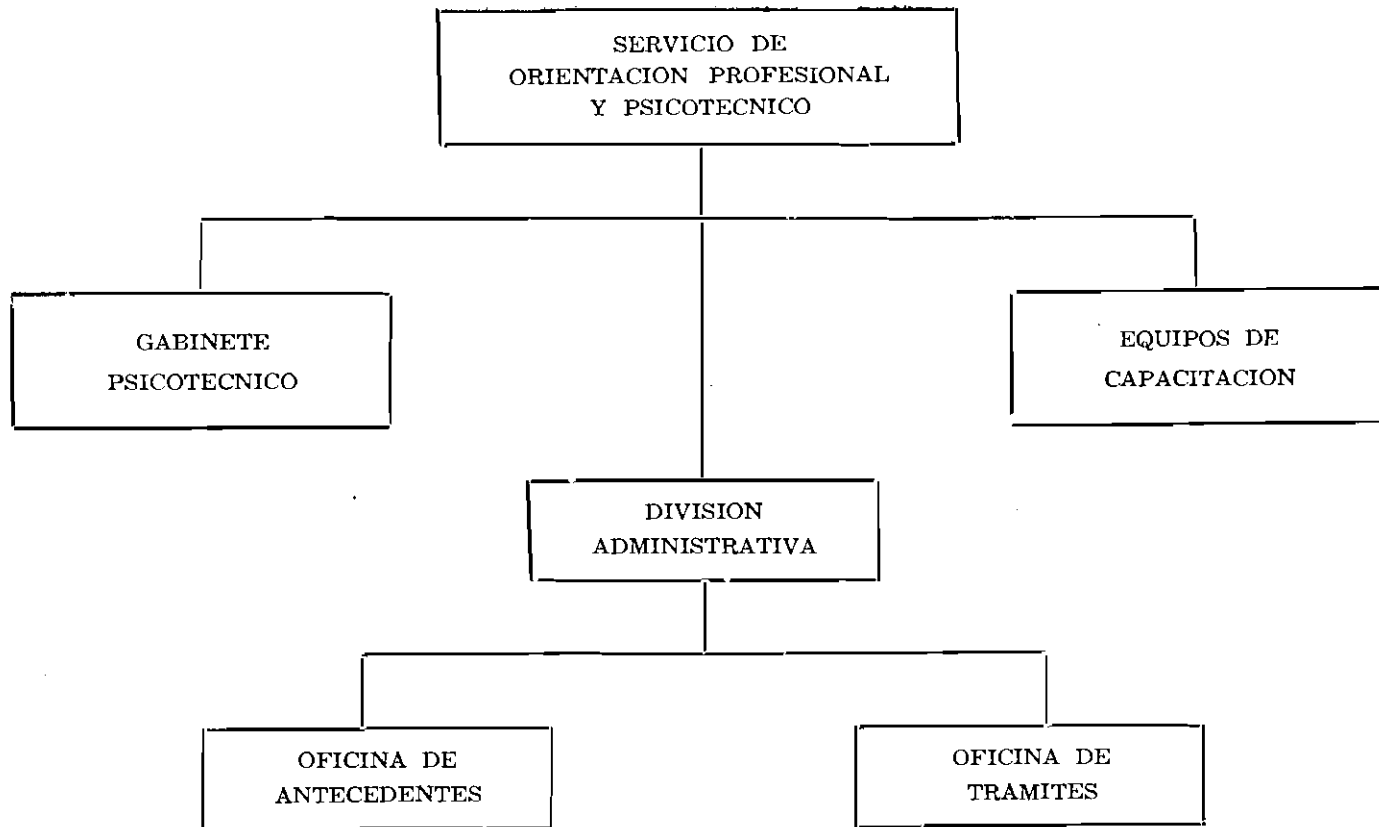 SERVICIO DE
ORIENTACION PROFESIONAL
Y PSICOTECNICO
GABINETE
PSICOTECNICO
EQUIPOS DE
CAPACITACION
DIVISION
ADMINISTRATIVA
OFICINA DE
ANTECEDENTES
OFICINA DE
TRAMITES